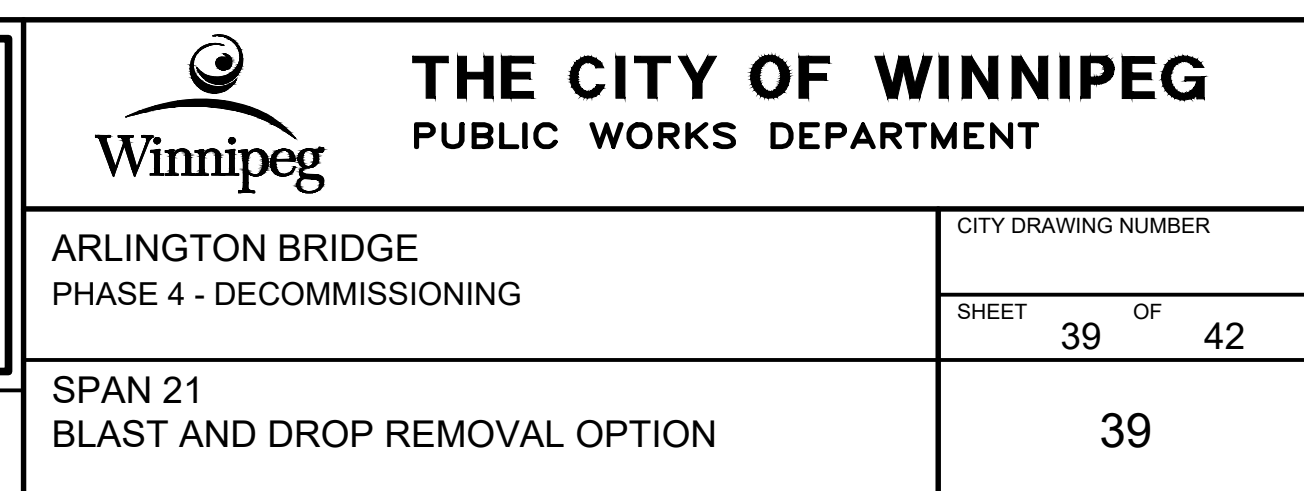 Winnipeg
THE CITY OF WINNIPEG
PUBLIC WORKS DEPARTMENT
ARLINGTON BRIDGE
PHASE 4 - DECOMMISSIONING
CITY DRAWING NUMBER
SHEET 39 OF 42
SPAN 21
BLAST AND DROP REMOVAL OPTION
39